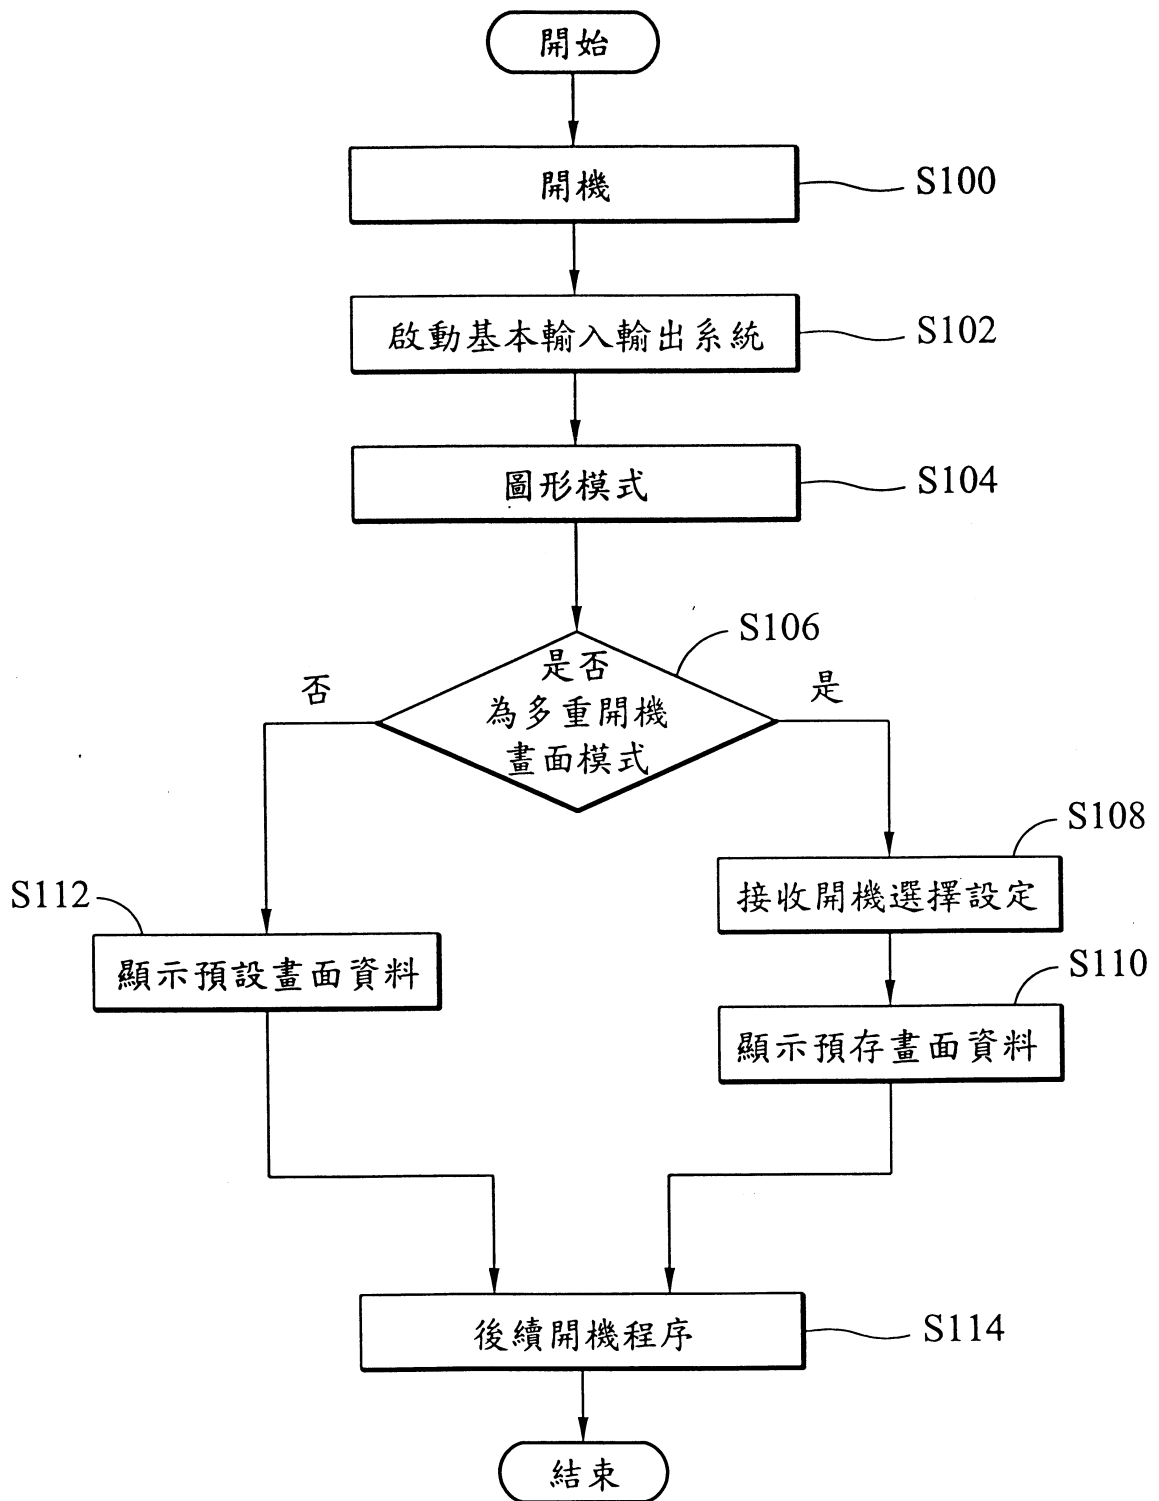 開始
開機
S100
啟動基本輸入輸出系統
S102
圖形模式
S104
S106
是否
為多重開機
畫面模式
否
是
S108
接收開機選擇設定
S112
顯示預設畫面資料
S110
顯示預存畫面資料
後續開機程序
S114
結束